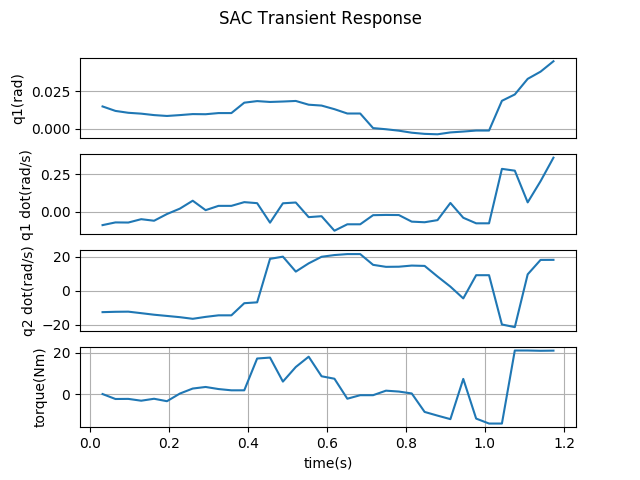 SAC Transient Response
q1(rad)
0.025
0.000
q1 dot(rad/s)
0.25
0.00
q2 dot(rad/s)
20
0
−20
torque(Nm)
20
0
0.0 0.2 0.4 0.6 0.8 1.0 1.2
time(s)